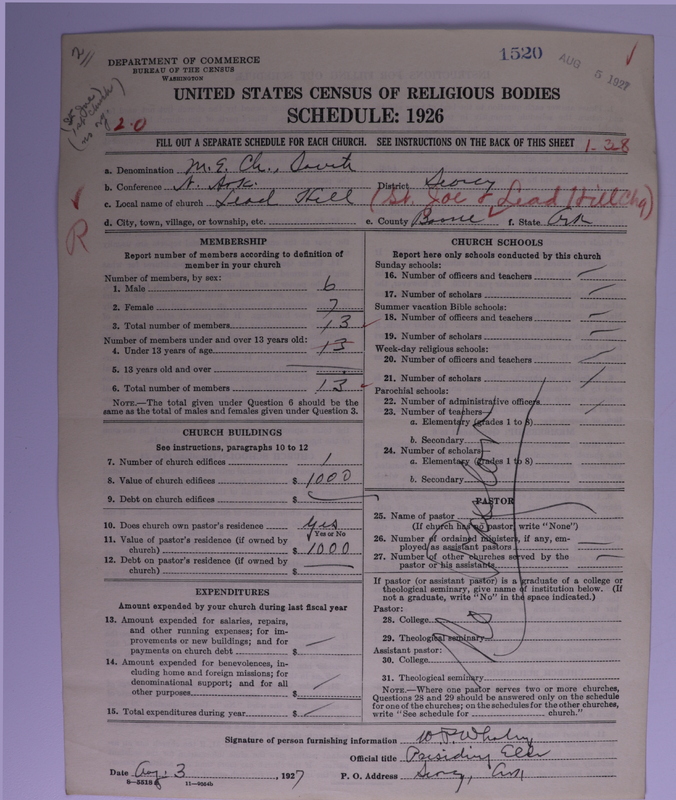 1520
AUG 5 1927
DEPARTMENT OF COMMERCE
BUREAU OF THE CENSUS
WASHINGTON
UNITED STATES CENSUS OF RELIGIOUS BODIES
SCHEDULE: 1926
2-0
FILL OUT A SEPARATE SCHEDULE FOR EACH CHURCH. SEE INSTRUCTIONS ON THE BACK OF THIS SHEET
1-38
a. Denomination M.E. Ch., South
b. Conference N. Ark. District Searcy
c. Local name of church Lead Hill (St. Joe & Lead Hill Chg)
d. City, town, village, or township, etc. e. County Boone f. State Ark
R
MEMBERSHIP
Report number of members according to definition of member in your church
Number of members, by sex:
1. Male 6
2. Female 7
3. Total number of members 13
Number of members under and over 13 years old:
4. Under 13 years of age 13
5. 13 years old and over
6. Total number of members 13
NOTE.—The total given under Question 6 should be the
same as the total of males and females given under Question 3.
CHURCH BUILDINGS
See instructions, paragraphs 10 to 12
7. Number of church edifices 1
8. Value of church edifices $ 1000
9. Debt on church edifices $
10. Does church own pastor's residence yes
Yes or No
11. Value of pastor's residence (if owned by
church) $ 1000
12. Debt on pastor's residence (if owned by
church) $
EXPENDITURES
Amount expended by your church during last fiscal year
13. Amount expended for salaries, repairs,
and other running expenses; for im-
provements or new buildings; and for
payments on church debt $
14. Amount expended for benevolences, in-
cluding home and foreign missions; for
denominational support; and for all
other purposes $
15. Total expenditures during year $
CHURCH SCHOOLS
Report here only schools conducted by this church
Sunday schools:
16. Number of officers and teachers
17. Number of scholars
Summer vacation Bible schools:
18. Number of officers and teachers
19. Number of scholars
Week-day religious schools:
20. Number of officers and teachers
21. Number of scholars
Parochial schools:
22. Number of administrative officers
23. Number of teachers—
a. Elementary (grades 1 to 8)
b. Secondary
24. Number of scholars—
a. Elementary (grades 1 to 8)
b. Secondary
PASTOR
25. Name of pastor
(If church has no pastor, write "None")
26. Number of ordained ministers, if any, em-
ployed as assistant pastors
27. Number of other churches served by the
pastor or his assistants
If pastor (or assistant pastor) is a graduate of a college or
theological seminary, give name of institution below. (If
not a graduate, write "No" in the space indicated.)
Pastor:
28. College
29. Theological seminary
Assistant pastor:
30. College
31. Theological seminary
NOTE.—Where one pastor serves two or more churches,
Questions 28 and 29 should be answered only on the schedule
for one of the churches; on the schedules for the other churches,
write "See schedule for church."
Signature of person furnishing information
Official title Presiding Elder
Date Aug. 3, 1927 P. O. Address Searcy, Ark